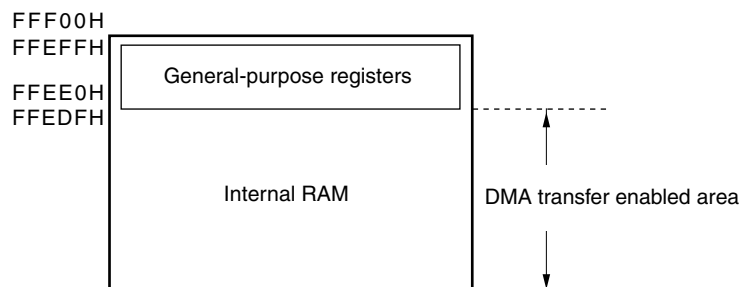 FFF00H
FFEFFH
General-purpose registers
FFEE0H
FFEDFH
Internal RAM
DMA transfer enabled area